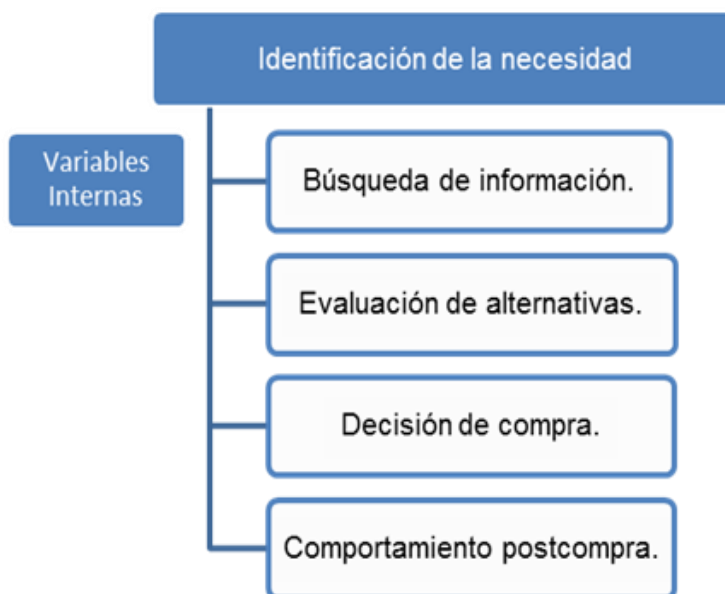 Identificación de la necesidad
Variables
Internas
Búsqueda de información.
Evaluación de alternativas.
Decisión de compra.
Comportamiento postcompra.